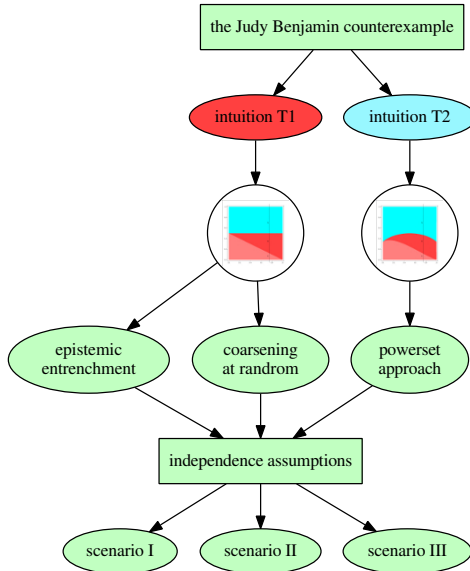 the Judy Benjamin counterexample
intuition T1
intuition T2
epistemic
entrenchment
coarsening
at randrom
powerset
approach
independence assumptions
scenario I
scenario II
scenario III